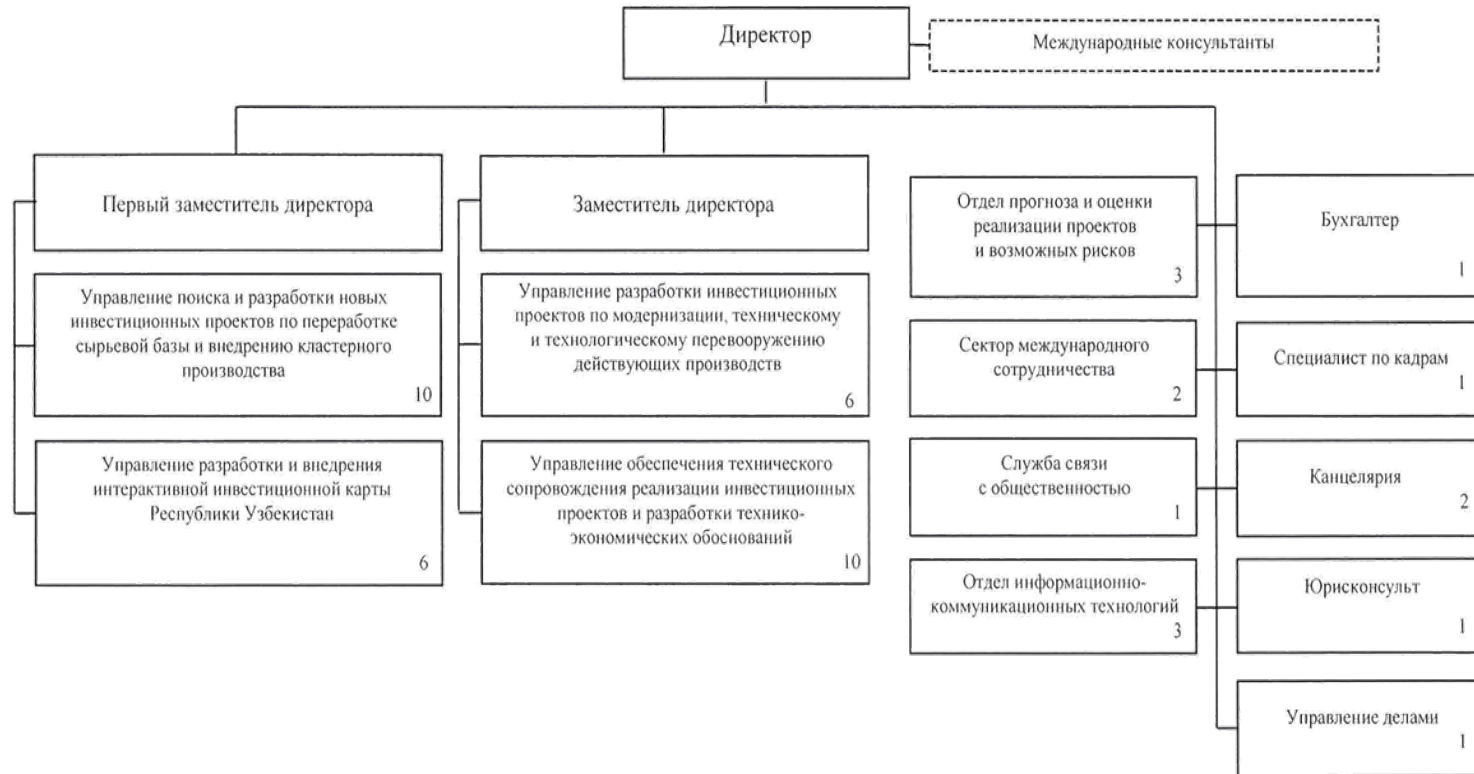 Директор
Международные консультанты
Первый заместитель директора
Управление поиска и разработки новых
инвестиционных проектов по переработке
сырьевой базы и внедрению кластерного
производства
10
Управление разработки и внедрения
интерактивной инвестиционной карты
Республики Узбекистан
6
Заместитель директора
Управление разработки инвестиционных
проектов по модернизации, техническому
и технологическому перевооружению
действующих производств
6
Управление обеспечения технического
сопровождения реализации инвестиционных
проектов и разработки технико-
экономических обоснований
10
Отдел прогноза и оценки
реализации проектов
и возможных рисков
3
Сектор международного
сотрудничества
2
Служба связи
с общественностью
1
Отдел информационно-
коммуникационных технологий
3
Бухгалтер
1
Специалист по кадрам
1
Канцелярия
2
Юрисконсульт
1
Управление делами
1